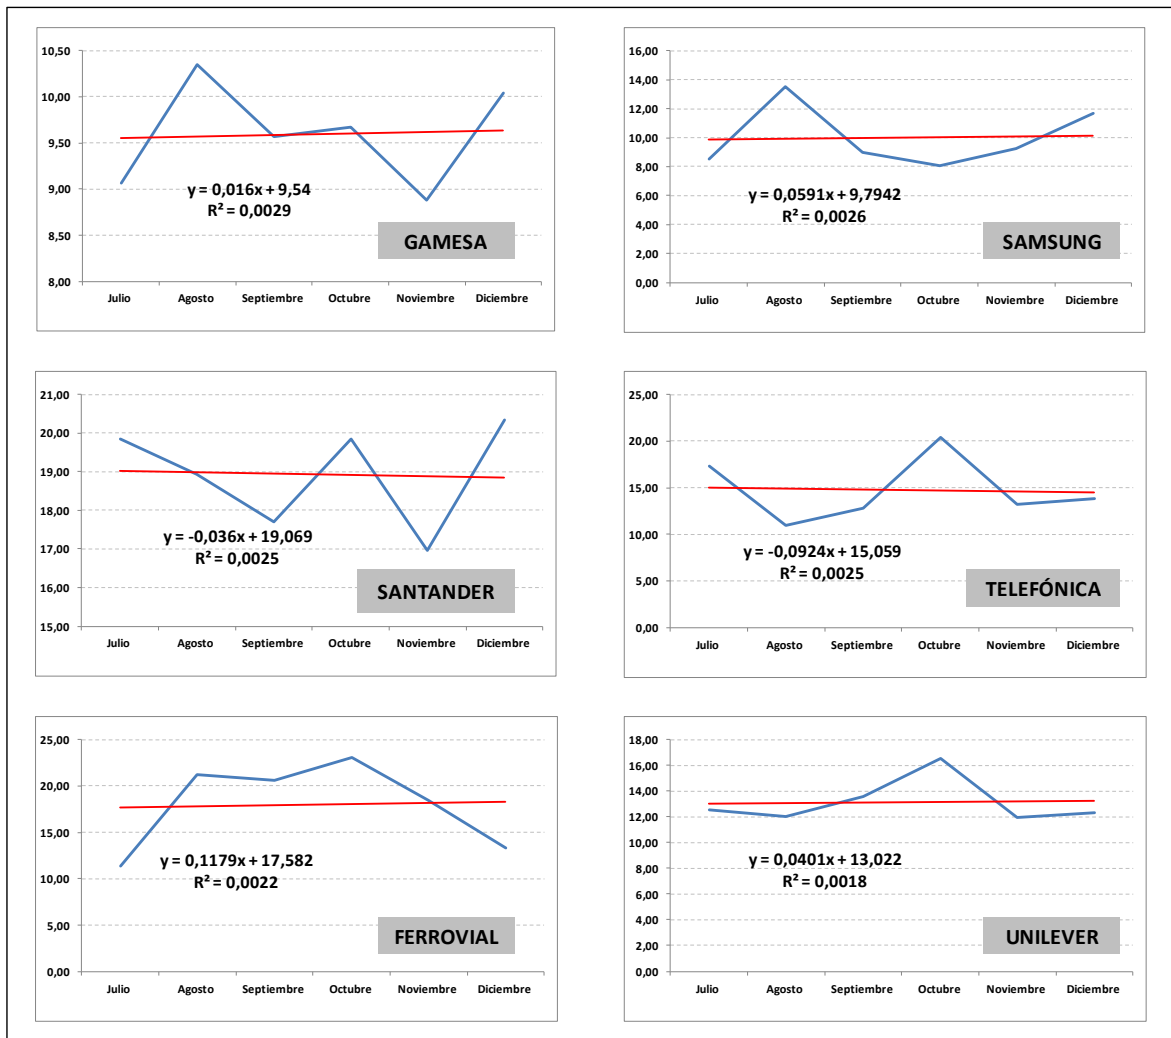 10,50
10,00
9,50
9,00
8,50
8,00
y = 0,016x + 9,54
R² = 0,0029
GAMESA
Julio Agosto Septiembre Octubre Noviembre Diciembre
16,00
14,00
12,00
10,00
8,00
6,00
4,00
2,00
0,00
y = 0,0591x + 9,7942
R² = 0,0026
SAMSUNG
Julio Agosto Septiembre Octubre Noviembre Diciembre
21,00
20,00
19,00
18,00
17,00
16,00
15,00
y = -0,036x + 19,069
R² = 0,0025
SANTANDER
Julio Agosto Septiembre Octubre Noviembre Diciembre
25,00
20,00
15,00
10,00
5,00
0,00
y = -0,0924x + 15,059
R² = 0,0025
TELEFÓNICA
Julio Agosto Septiembre Octubre Noviembre Diciembre
25,00
20,00
15,00
10,00
5,00
0,00
y = 0,1179x + 17,582
R² = 0,0022
FERROVIAL
Julio Agosto Septiembre Octubre Noviembre Diciembre
18,00
16,00
14,00
12,00
10,00
8,00
6,00
4,00
2,00
0,00
y = 0,0401x + 13,022
R² = 0,0018
UNILEVER
Julio Agosto Septiembre Octubre Noviembre Diciembre